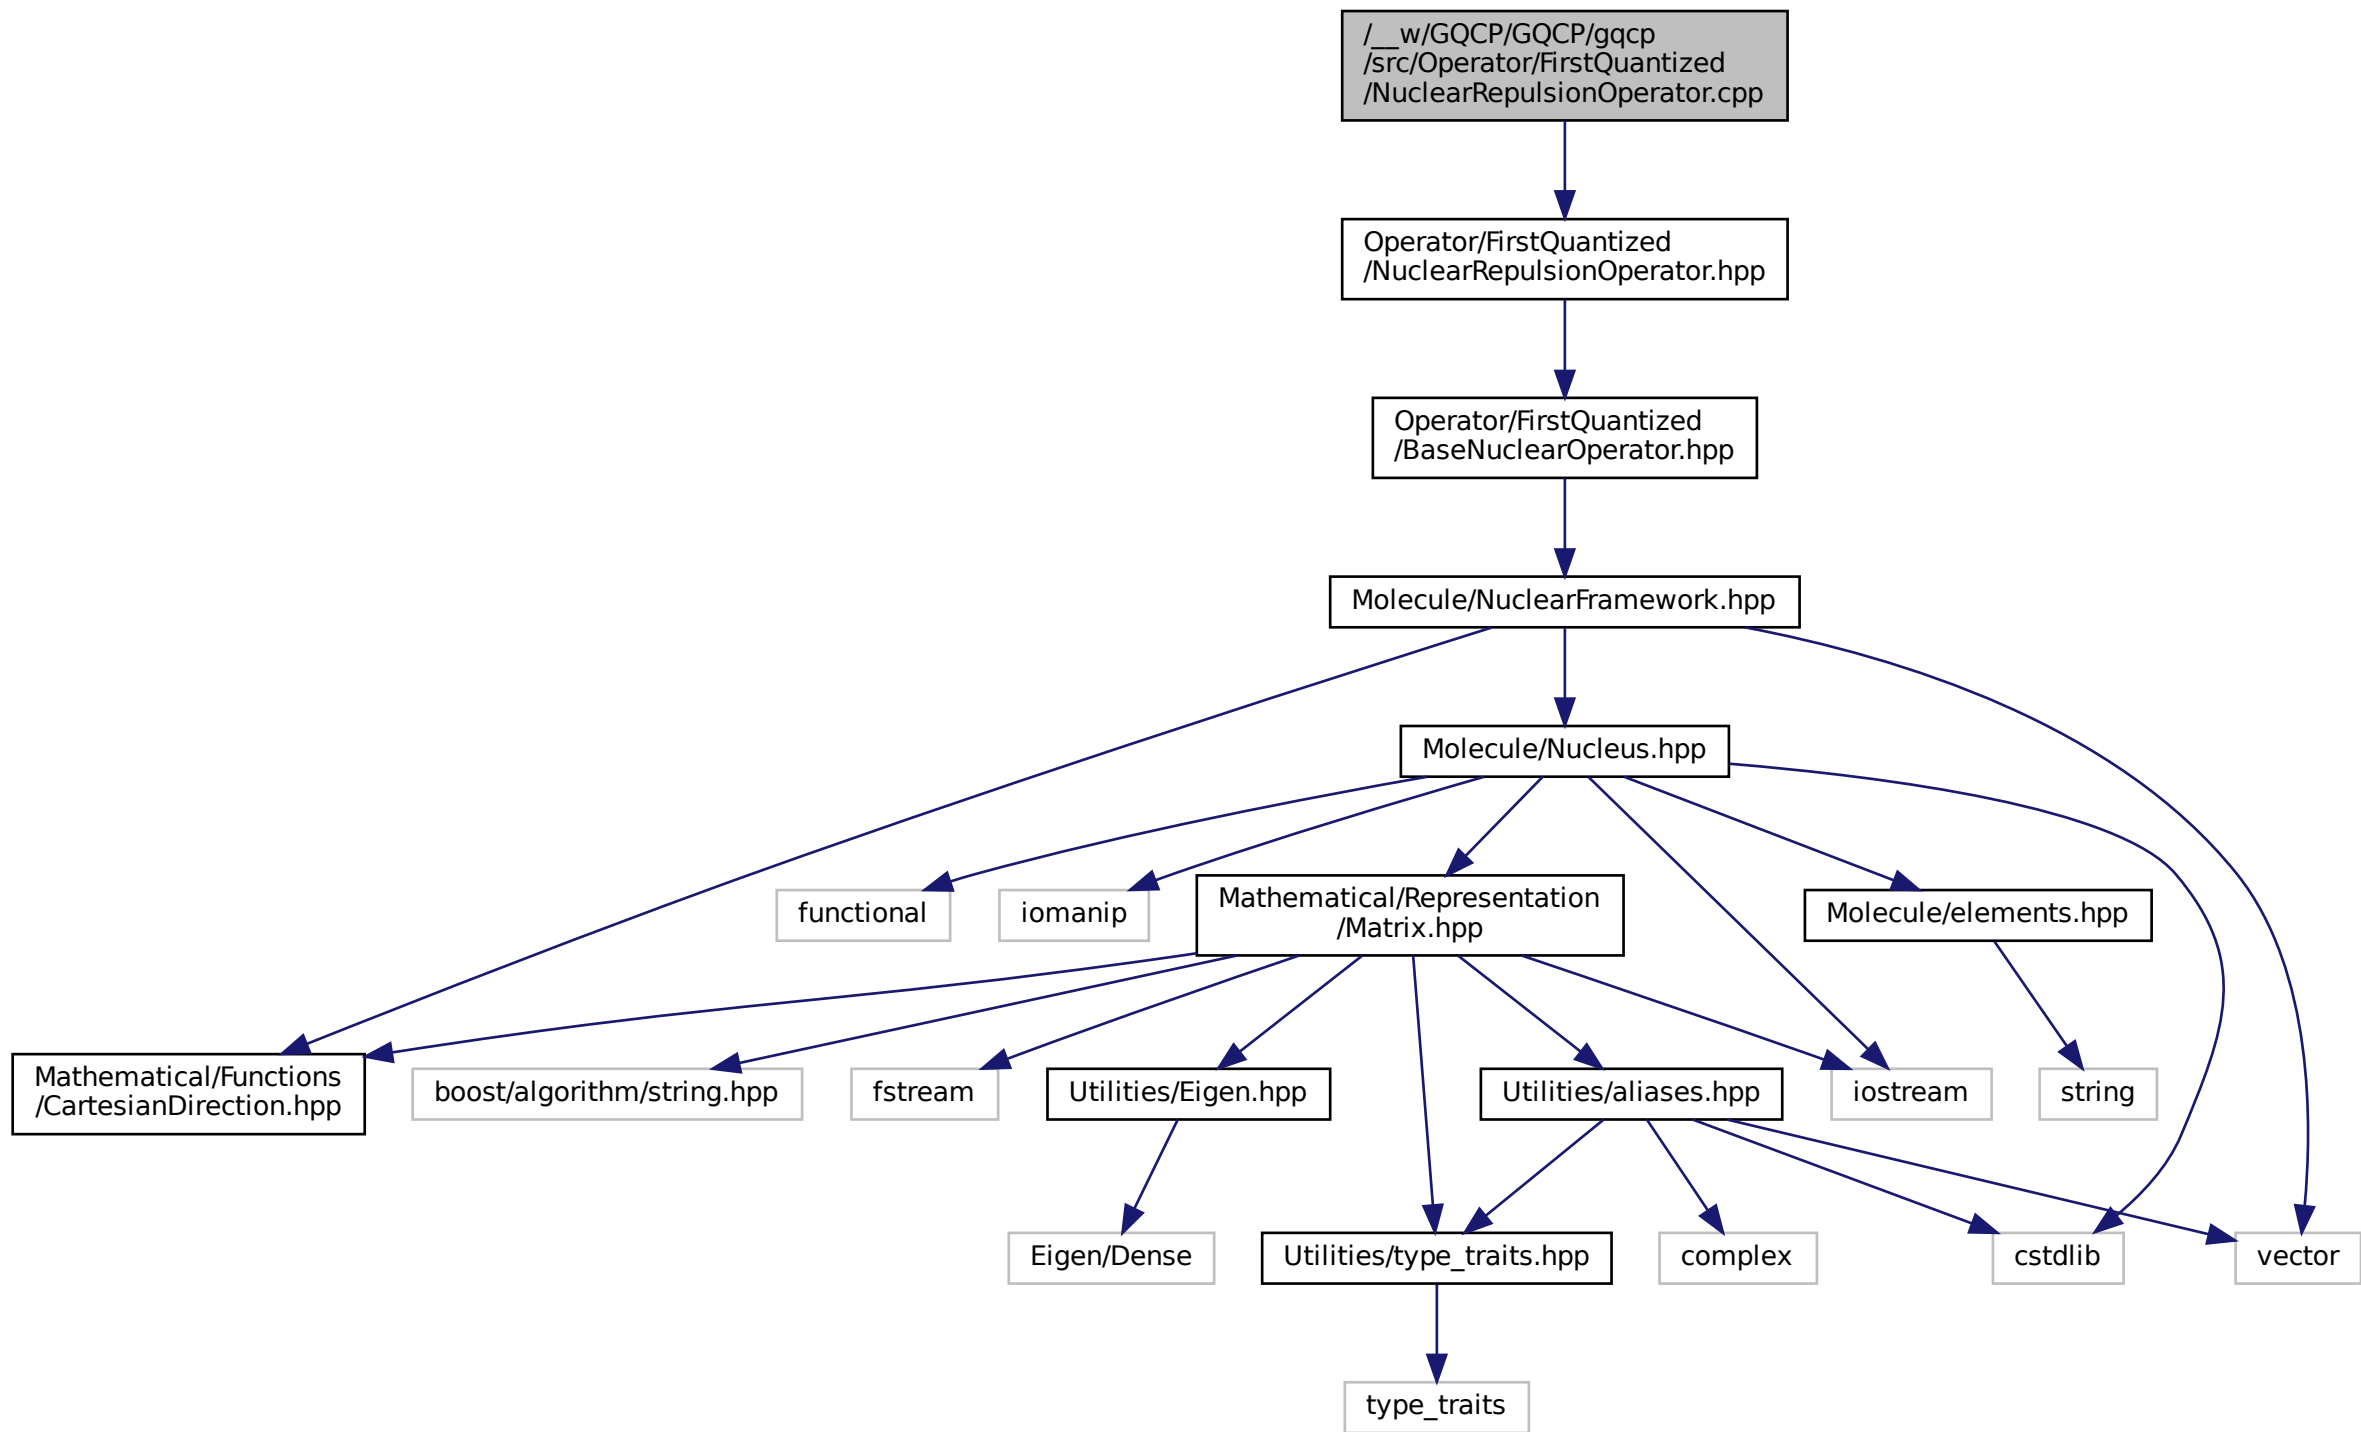 /__w/GQCP/GQCP/gqcp
/src/Operator/FirstQuantized
/NuclearRepulsionOperator.cpp
Operator/FirstQuantized
/NuclearRepulsionOperator.hpp
Operator/FirstQuantized
/BaseNuclearOperator.hpp
Molecule/NuclearFramework.hpp
Molecule/Nucleus.hpp
functional
iomanip
Mathematical/Representation
/Matrix.hpp
Molecule/elements.hpp
Mathematical/Functions
/CartesianDirection.hpp
boost/algorithm/string.hpp
fstream
Utilities/Eigen.hpp
Utilities/aliases.hpp
iostream
string
Eigen/Dense
Utilities/type_traits.hpp
complex
cstdlib
vector
type_traits